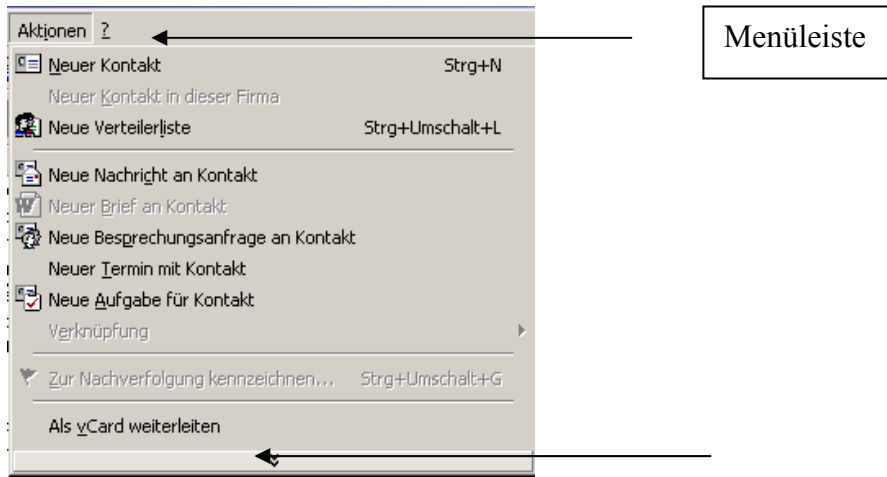 Aktionen ?
Menüleiste
Neuer Kontakt Strg+N
Neuer Kontakt in dieser Firma
Neue Verteilerliste Strg+Umschalt+L
Neue Nachricht an Kontakt
Neuer Brief an Kontakt
Neue Besprechungsanfrage an Kontakt
Neuer Termin mit Kontakt
Neue Aufgabe für Kontakt
Verknüpfung
Zur Nachverfolgung kennzeichnen... Strg+Umschalt+G
Als vCard weiterleiten